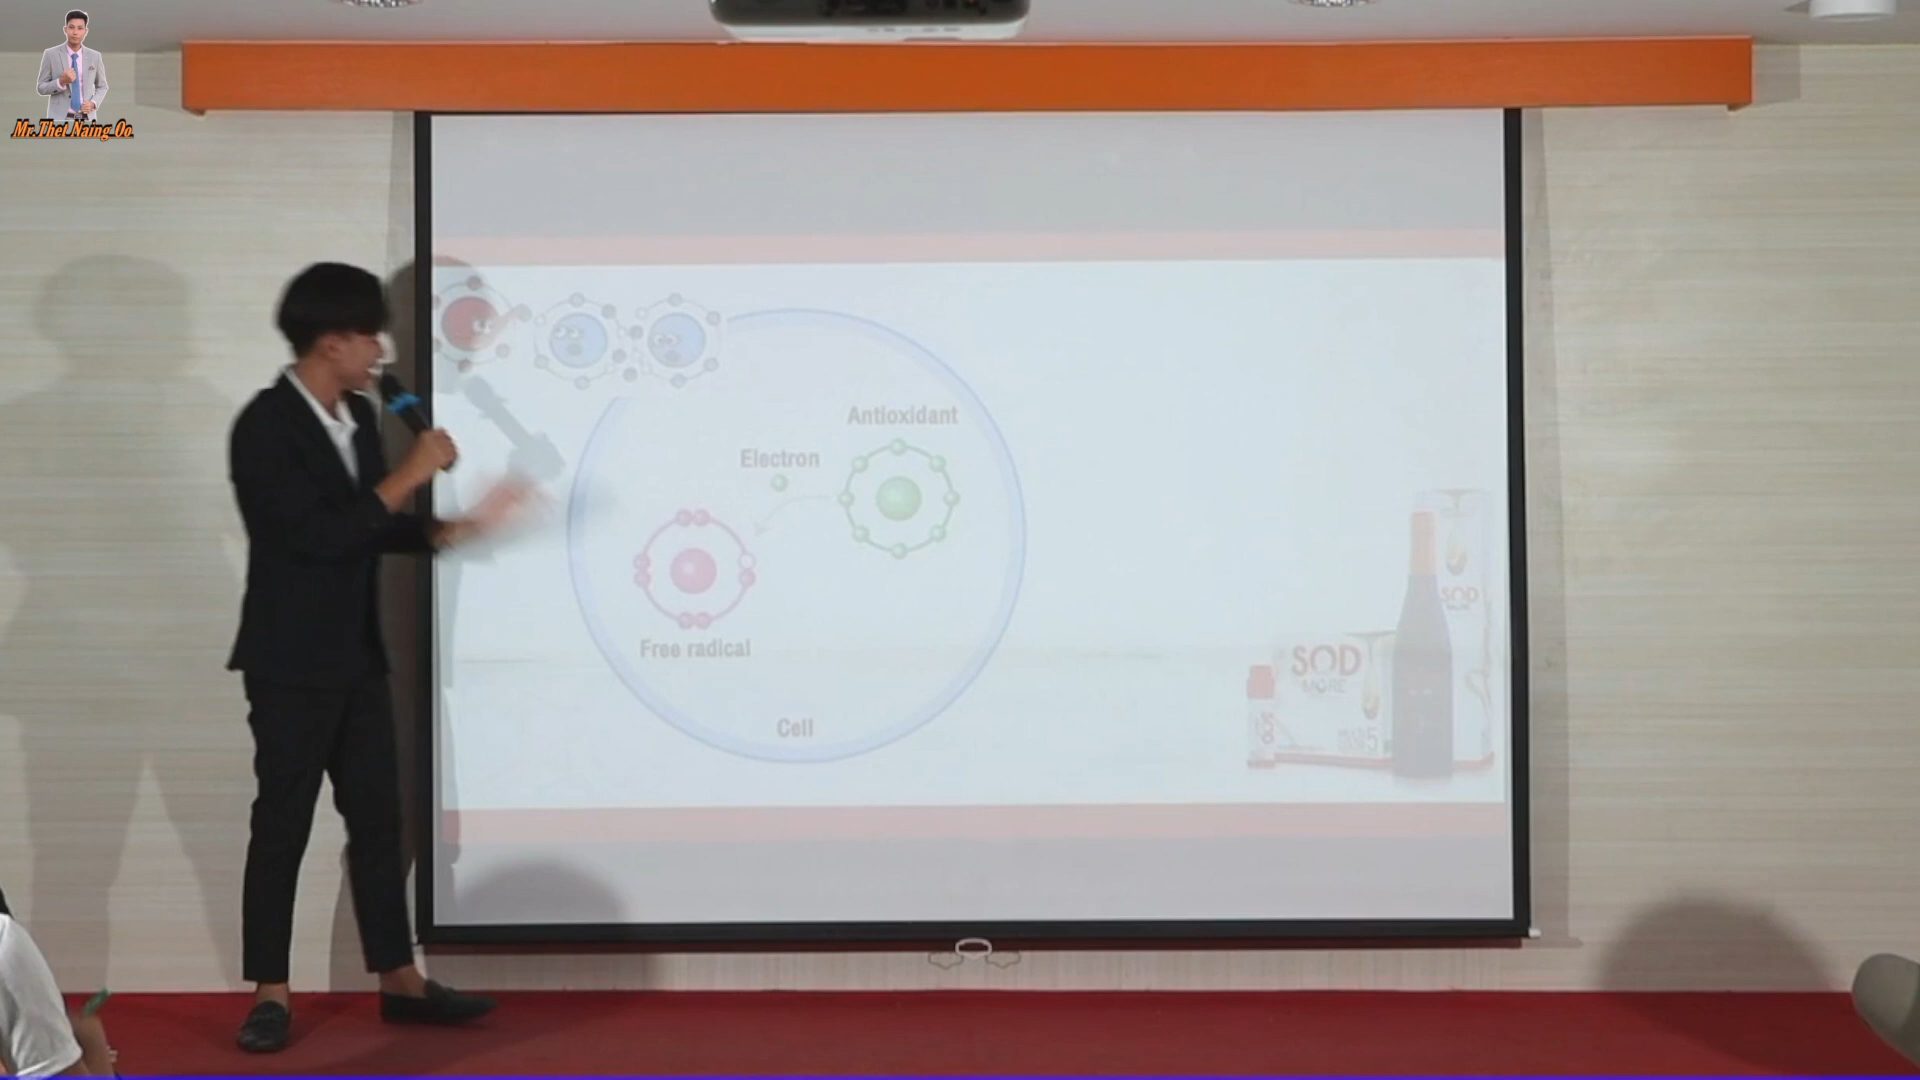 Mr.Thet Naing Oo
Antioxidant
Electron
Free radical
Cell
SOD
SOD
MORE